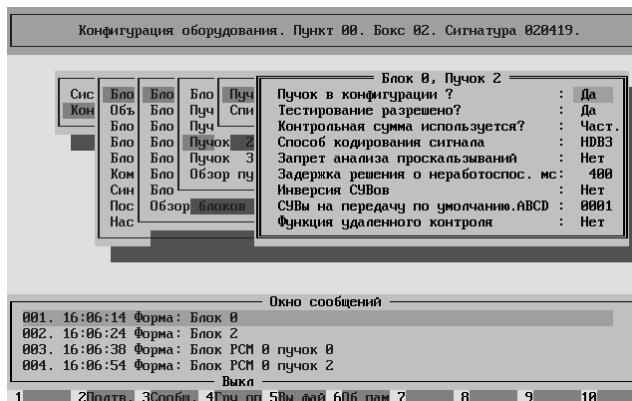 Конфигурация оборудования. Пункт 00. Бокс 02. Сигнатура 020419.
Блок 0, Пучок 2
Сис Бло Бло Бло Пуч Пучок в конфигурации ? : Да
Кон Объ Бло Пуч Спи Тестирование разрешено? : Да
Бло Бло Пуч Контрольная сумма используется? : Част.
Бло Бло Пучок 2 Способ кодирования сигнала : HDB3
Бло Бло Пучок 3 Запрет анализа проскальзываний : Нет
Ком Бло Обзор пу Задержка решения о неработоспос. мс: 400
Син Бло Инверсия СУВов : Нет
Пос Обзор блоков СУВы на передачу по умолчанию.ABCD : 0001
Нас Функция удаленного контроля : Нет
Окно сообщений
001. 16:06:14 Форма: Блок 0
002. 16:06:24 Форма: Блок 2
003. 16:06:38 Форма: Блок PCM 0 пучок 0
004. 16:06:54 Форма: Блок PCM 0 пучок 2
Выкл
1 2Подтв. 3Сообщ. 4Гру оп 5Вы фай 6Об пам 7 8 9 10